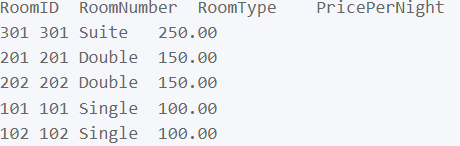 RoomID  RoomNumber  RoomType    PricePerNight
301 301 Suite   250.00
201 201 Double  150.00
202 202 Double  150.00
101 101 Single  100.00
102 102 Single  100.00